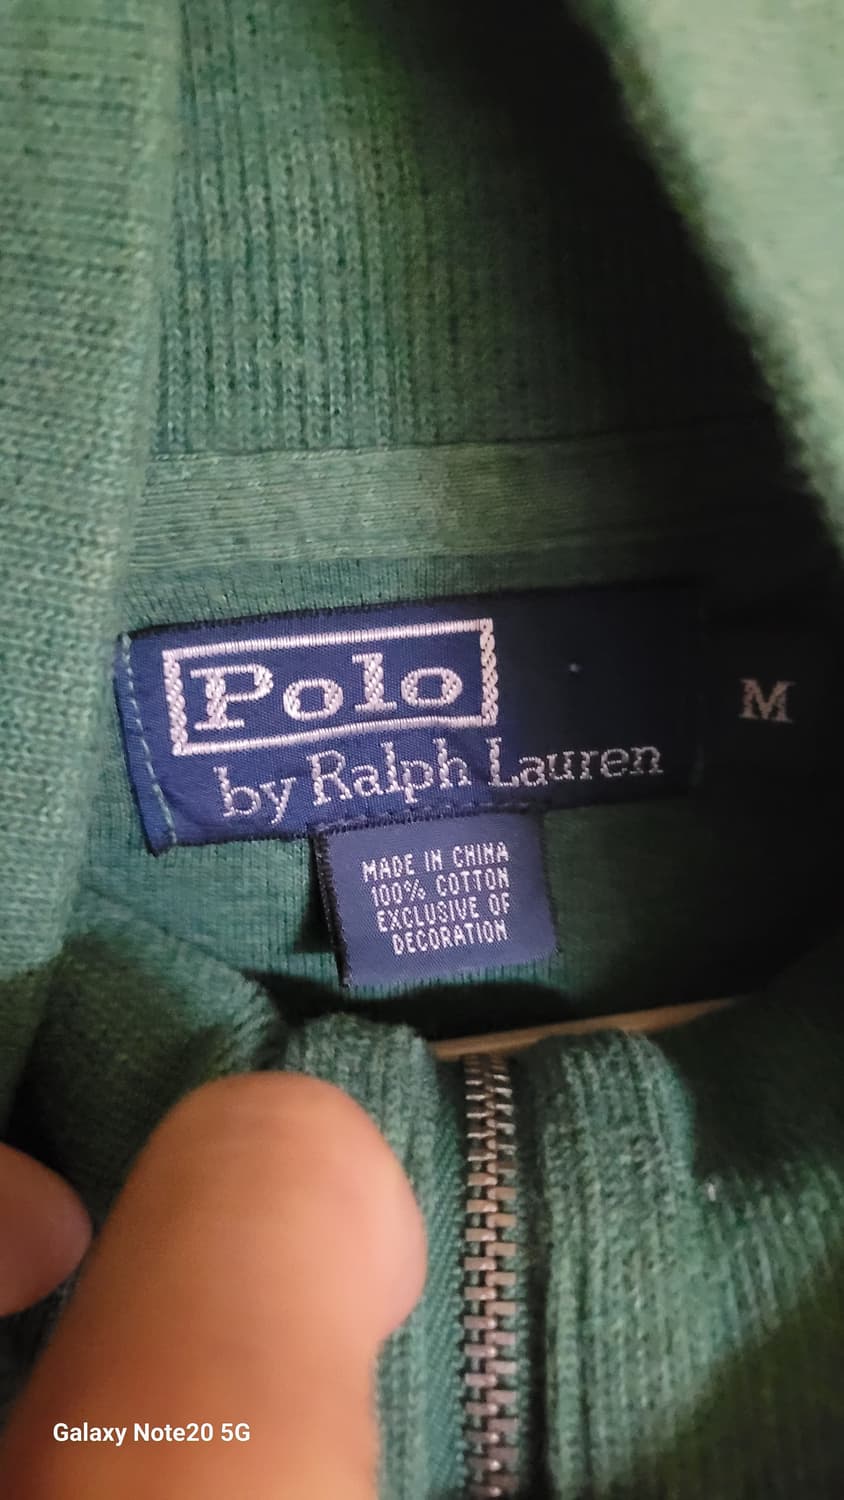 Polo
by Ralph Lauren
M
MADE IN CHINA
100% COTTON
EXCLUSIVE OF
DECORATION
Galaxy Note20 5G